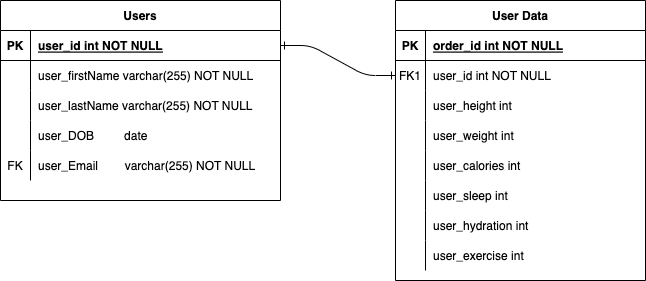 Users
PK user_id int NOT NULL
user_firstName varchar(255) NOT NULL
user_lastName varchar(255) NOT NULL
user_DOB date
FK user_Email varchar(255) NOT NULL
User Data
PK order_id int NOT NULL
FK1 user_id int NOT NULL
user_height int
user_weight int
user_calories int
user_sleep int
user_hydration int
user_exercise int